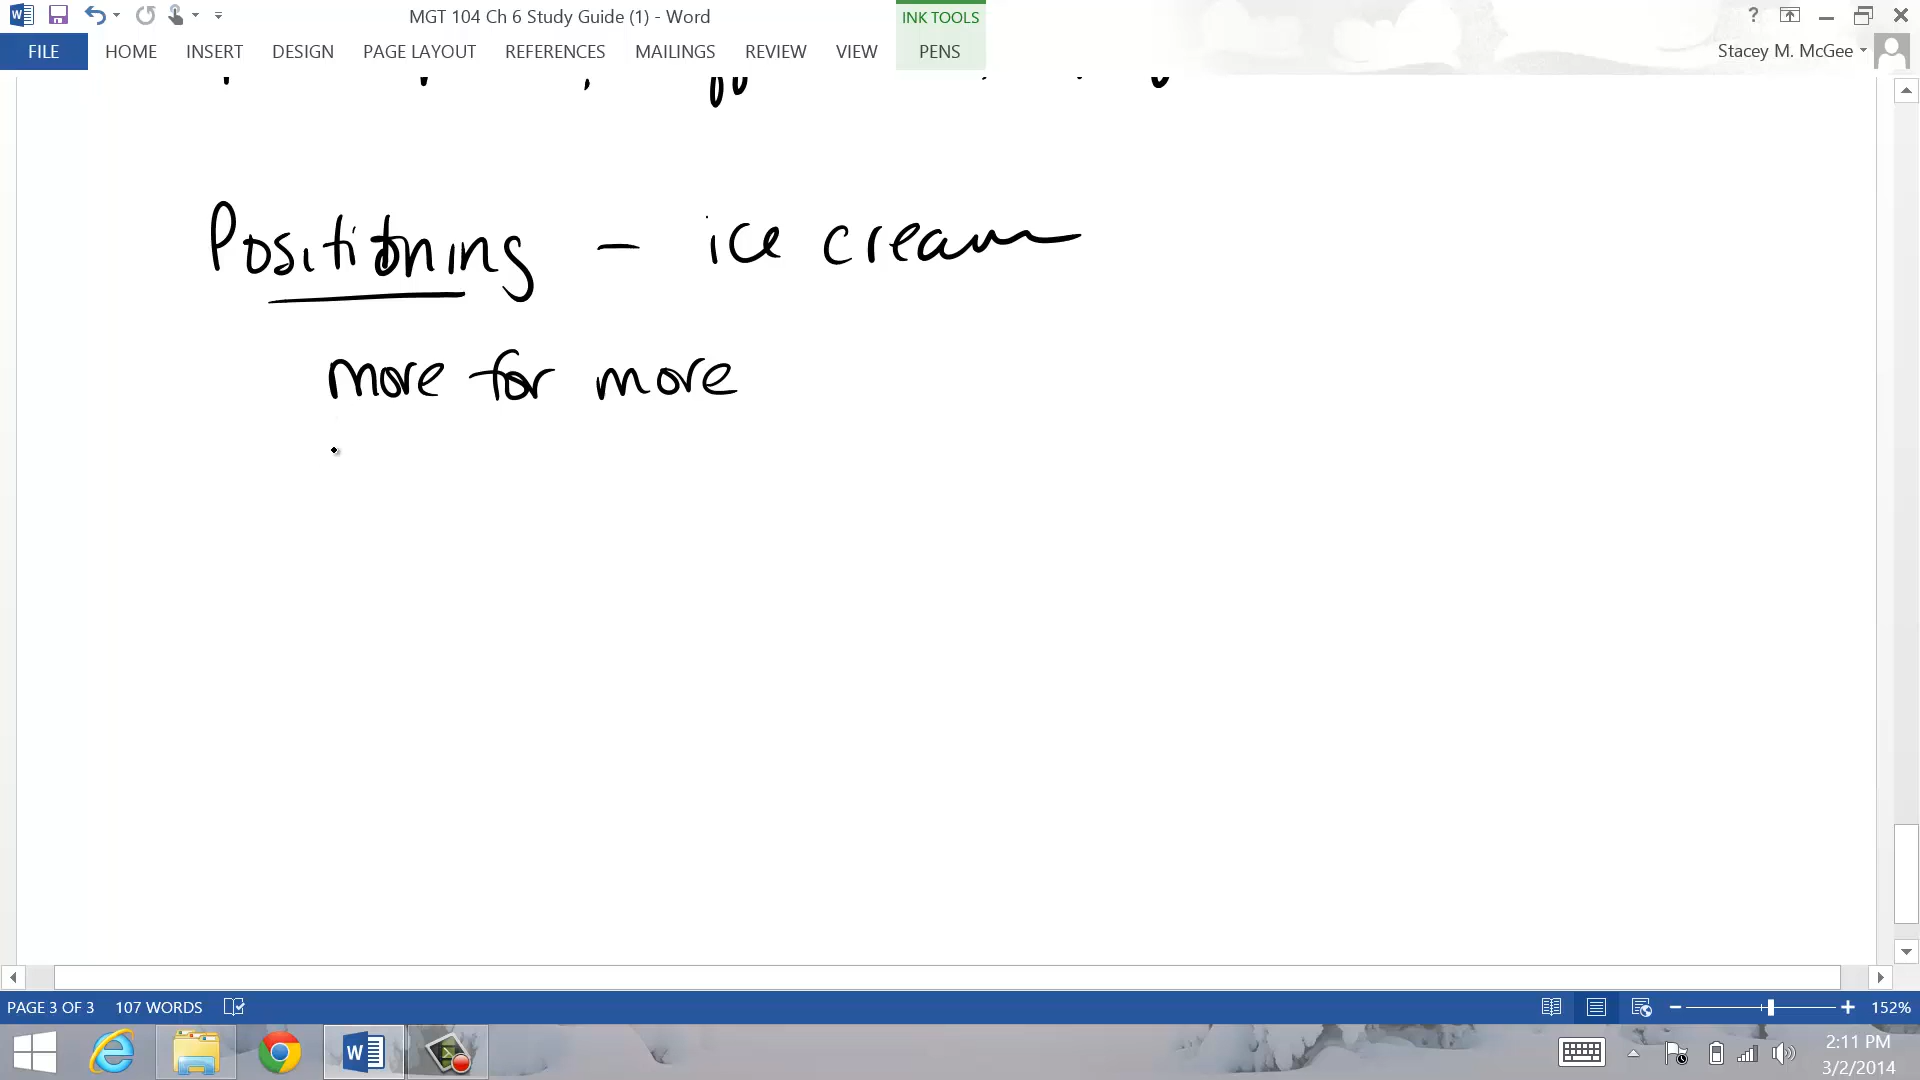 MGT 104 Ch 6 Study Guide (1) - Word
INK TOOLS
?
FILE HOME INSERT DESIGN PAGE LAYOUT REFERENCES MAILINGS REVIEW VIEW PENS
Stacey M. McGee
Positioning - ice cream
more for more
PAGE 3 OF 3 107 WORDS
152%
2:11 PM
3/2/2014